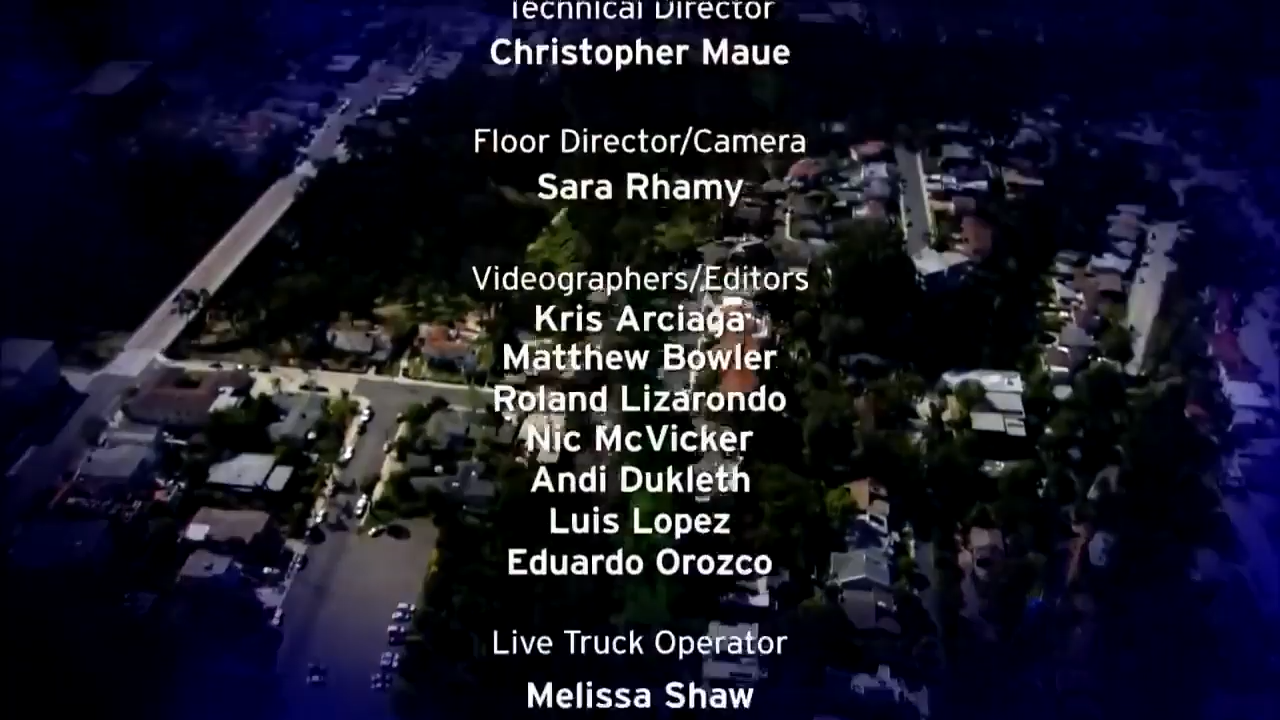 Technical Director
Christopher Maue
Floor Director/Camera
Sara Rhamy
Videographers/Editors
Kris Arciaga
Matthew Bowler
Roland Lizarondo
Nic McVicker
Andi Dukleth
Luis Lopez
Eduardo Orozco
Live Truck Operator
Melissa Shaw